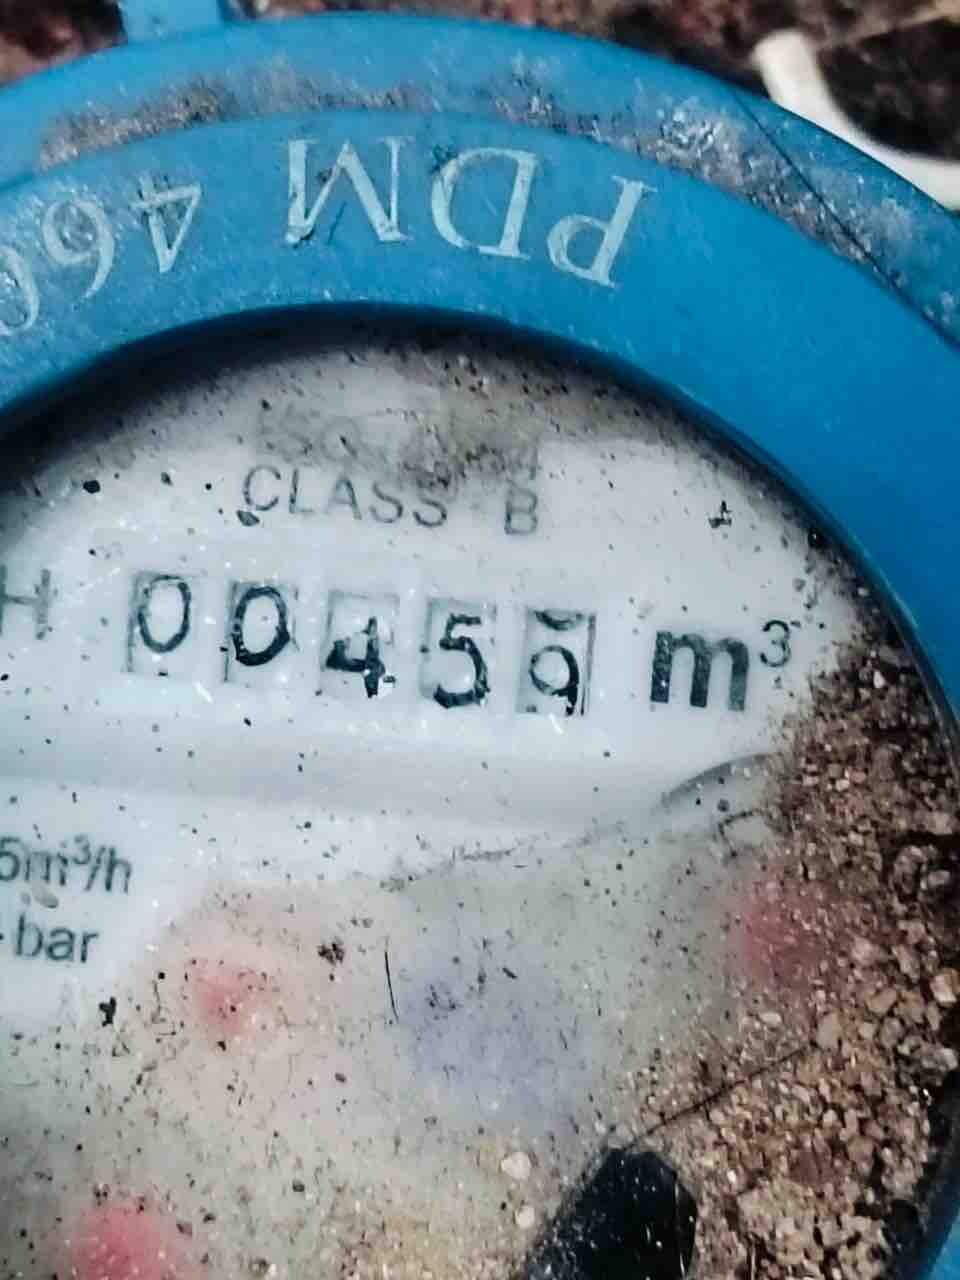 PDM 46
CLASS B
H 00459 m³
5m³/h
bar